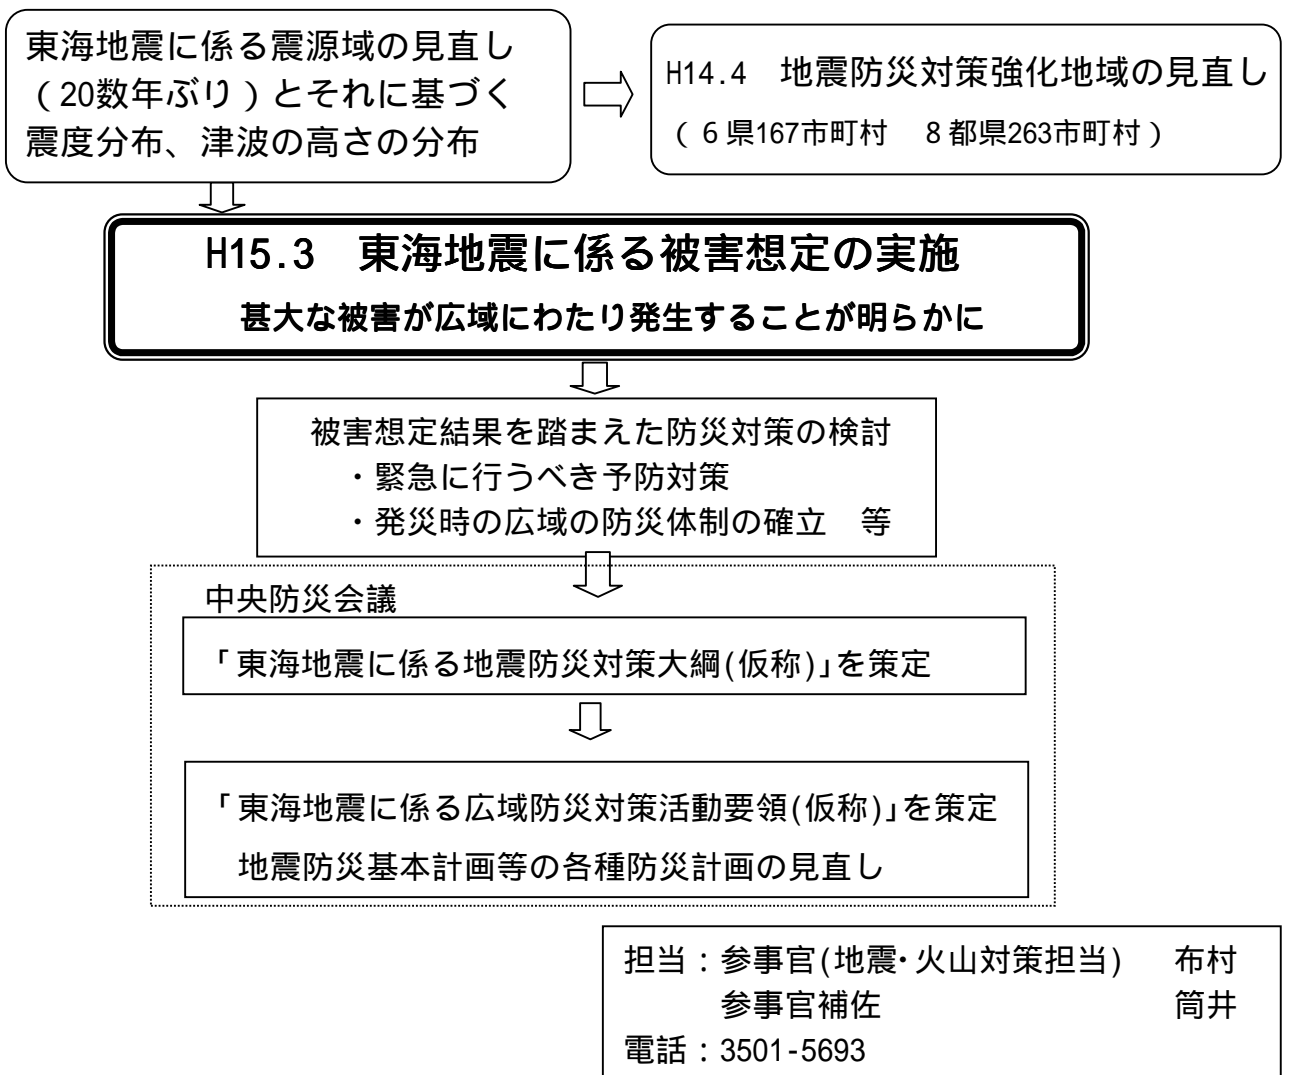 東海地震に係る震源域の見直し
(20数年ぶり)とそれに基づく
震度分布、津波の高さの分布
H14.4 地震防災対策強化地域の見直し
(6県167市町村 8都県263市町村)
H15.3 東海地震に係る被害想定の実施
甚大な被害が広域にわたり発生することが明らかに
被害想定結果を踏まえた防災対策の検討
・緊急に行うべき予防対策
・発災時の広域の防災体制の確立 等
中央防災会議
「東海地震に係る地震防災対策大綱(仮称)」を策定
「東海地震に係る広域防災対策活動要領(仮称)」を策定
地震防災基本計画等の各種防災計画の見直し
担当:参事官(地震・火山対策担当) 布村
参事官補佐 筒井
電話:3501-5693